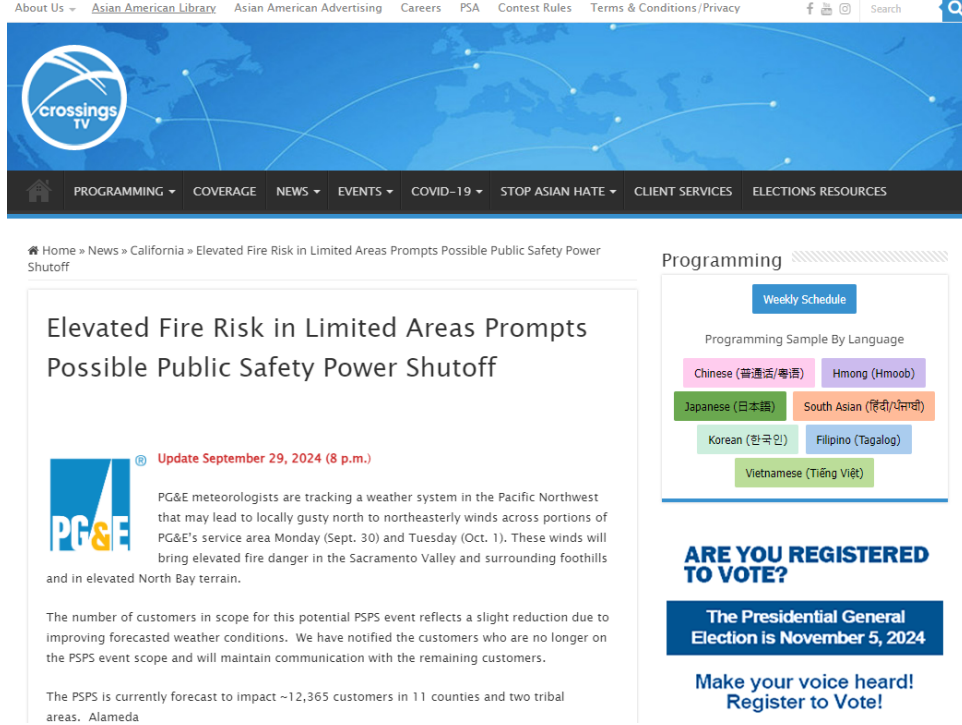 About Us Asian American Library Asian American Advertising Careers PSA Contest Rules Terms & Conditions/Privacy Search
crossings
TV
PROGRAMMING COVERAGE NEWS EVENTS COVID-19 STOP ASIAN HATE CLIENT SERVICES ELECTIONS RESOURCES
Home » News » California » Elevated Fire Risk in Limited Areas Prompts Possible Public Safety Power
Shutoff
Elevated Fire Risk in Limited Areas Prompts
Possible Public Safety Power Shutoff
PG&E ®
Update September 29, 2024 (8 p.m.)
PG&E meteorologists are tracking a weather system in the Pacific Northwest
that may lead to locally gusty north to northeasterly winds across portions of
PG&E's service area Monday (Sept. 30) and Tuesday (Oct. 1). These winds will
bring elevated fire danger in the Sacramento Valley and surrounding foothills
and in elevated North Bay terrain.
The number of customers in scope for this potential PSPS event reflects a slight reduction due to
improving forecasted weather conditions. We have notified the customers who are no longer on
the PSPS event scope and will maintain communication with the remaining customers.
The PSPS is currently forecast to impact ~12,365 customers in 11 counties and two tribal
areas. Alameda
Programming
Weekly Schedule
Programming Sample By Language
Chinese (普通话/粤语) Hmong (Hmoob)
Japanese (日本語) South Asian (हिंदी/ਪੰਜਾਬੀ)
Korean (한국인) Filipino (Tagalog)
Vietnamese (Tiếng Việt)
ARE YOU REGISTERED
TO VOTE?
The Presidential General
Election is November 5, 2024
Make your voice heard!
Register to Vote!